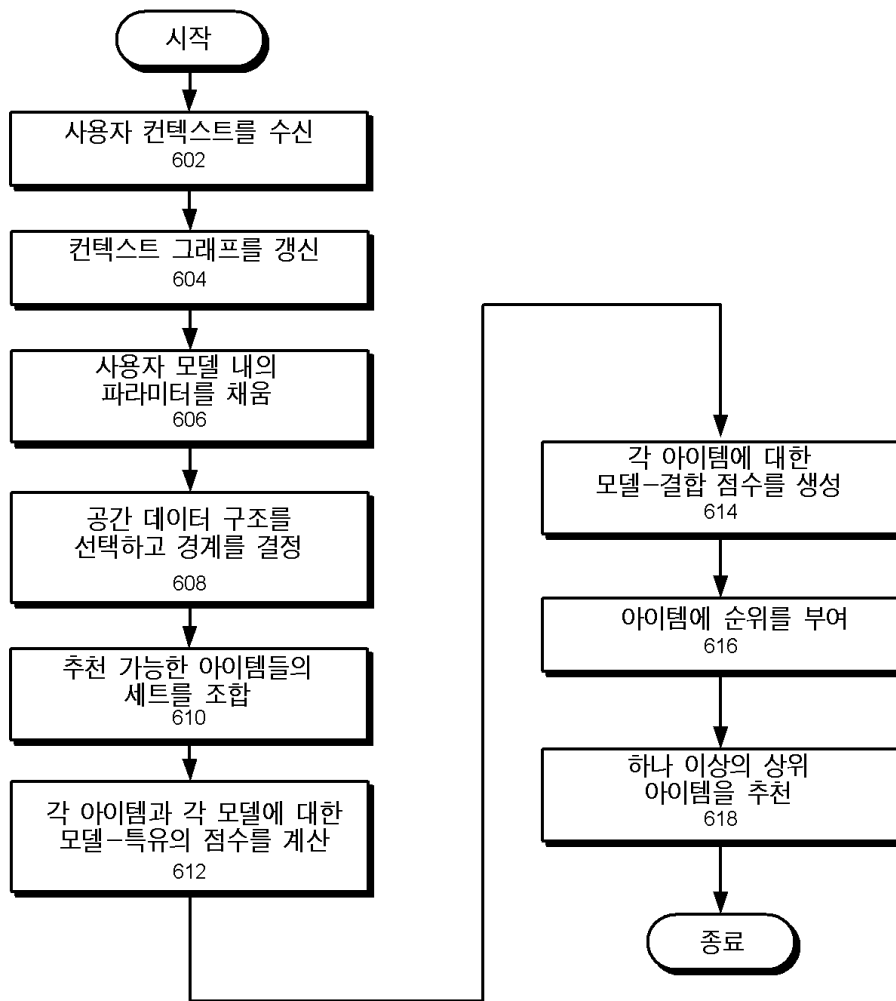 시작
사용자 컨텍스트를 수신
602
컨텍스트 그래프를 갱신
604
사용자 모델 내의
파라미터를 채움
606
공간 데이터 구조를
선택하고 경계를 결정
608
추천 가능한 아이템들의
세트를 조합
610
각 아이템과 각 모델에 대한
모델-특유의 점수를 계산
612
각 아이템에 대한
모델-결합 점수를 생성
614
아이템에 순위를 부여
616
하나 이상의 상위
아이템을 추천
618
종료